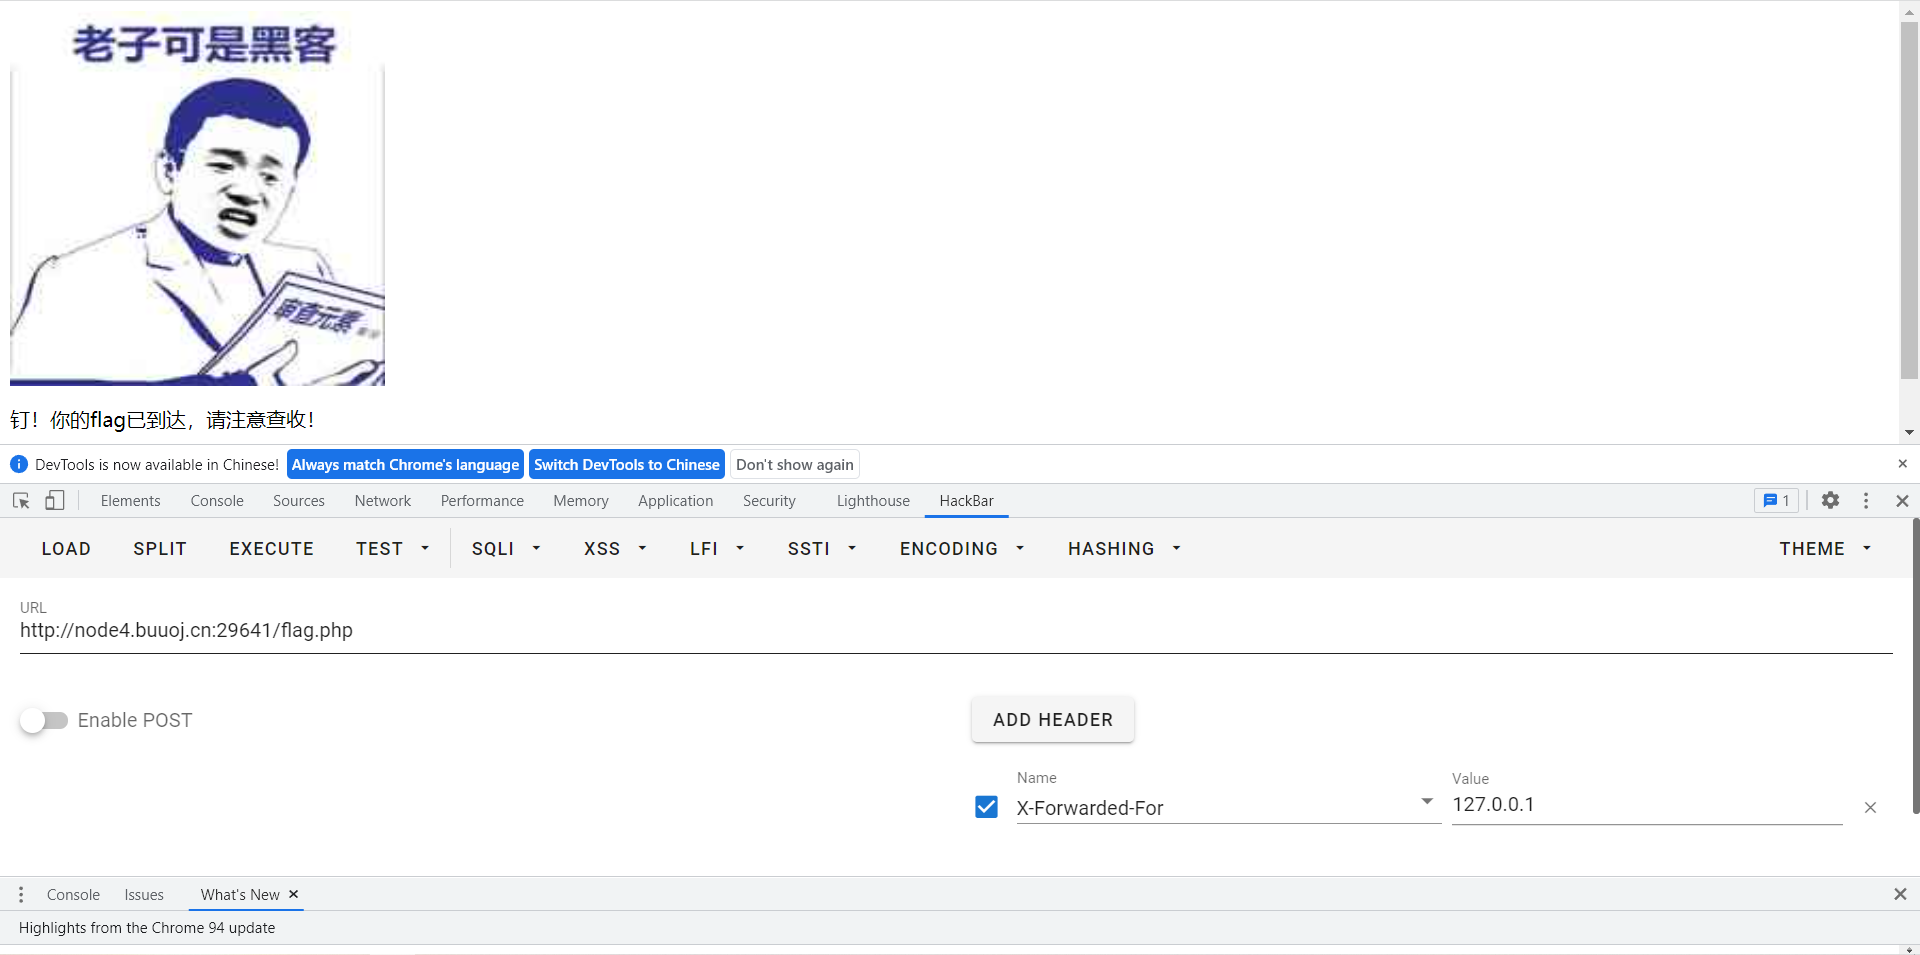 老子可是黑客
审查元素
钉！你的flag已到达，请注意查收！
DevTools is now available in Chinese! Always match Chrome's language Switch DevTools to Chinese Don't show again
Elements Console Sources Network Performance Memory Application Security Lighthouse HackBar 1
LOAD SPLIT EXECUTE TEST SQLI XSS LFI SSTI ENCODING HASHING THEME
URL
http://node4.buuoj.cn:29641/flag.php
Enable POST ADD HEADER
Name Value
X-Forwarded-For 127.0.0.1
Console Issues What's New
Highlights from the Chrome 94 update